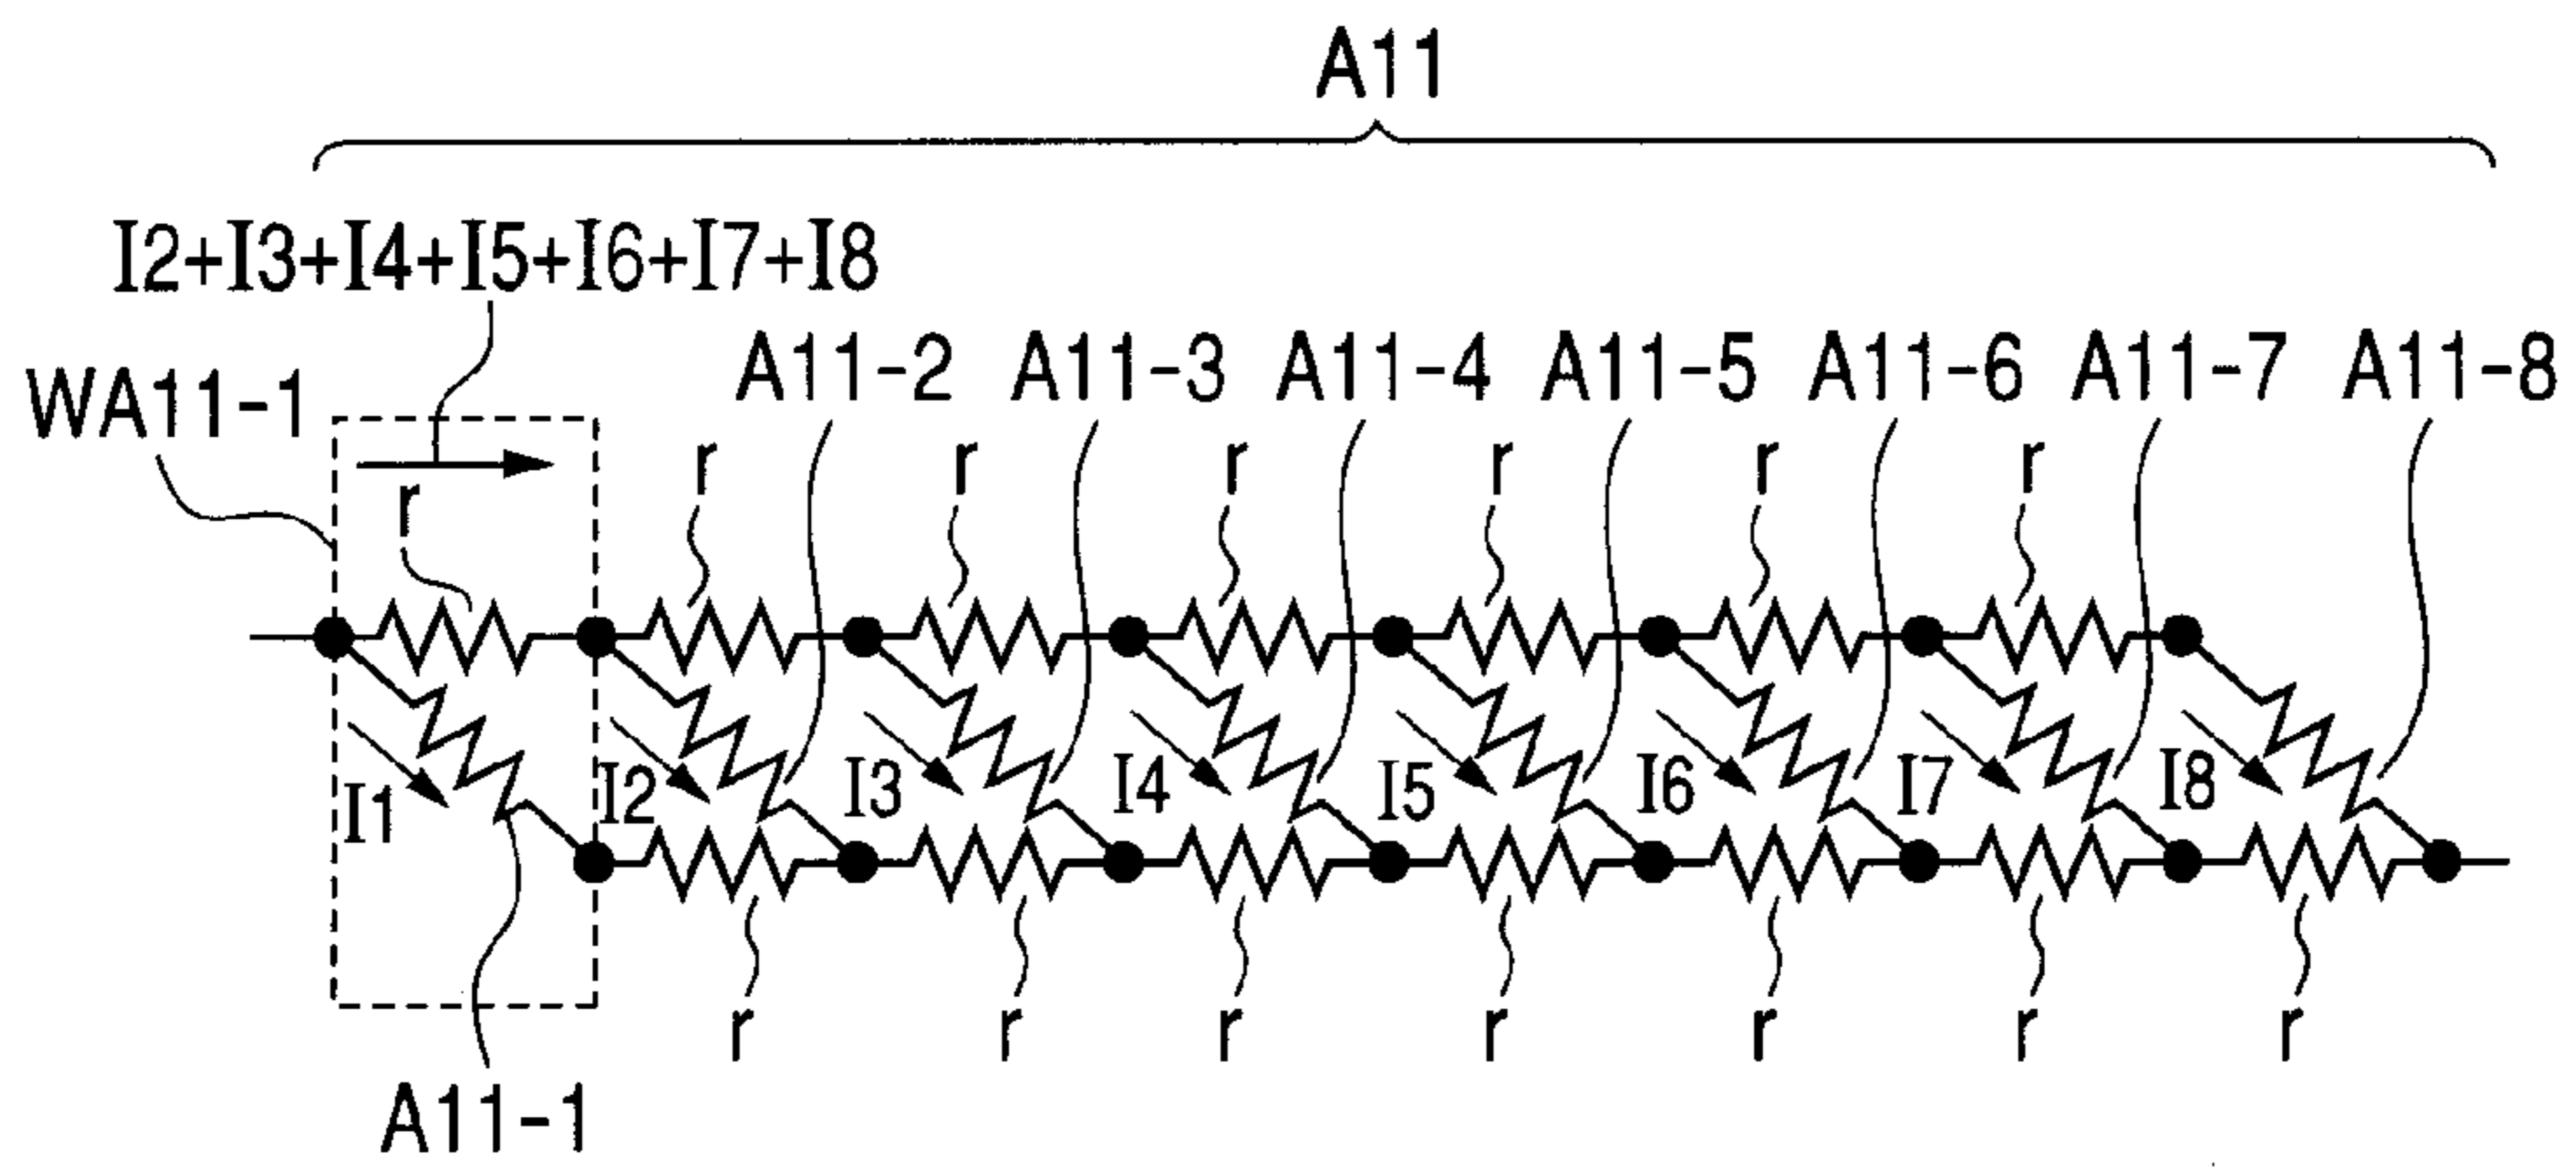 A11
I2+I3+I4+I5+I6+I7+I8
WA11-1
A11-2 A11-3 A11-4 A11-5 A11-6 A11-7 A11-8
r r r r r r r
I1 I2 I3 I4 I5 I6 I7 I8
r r r r r r r
A11-1